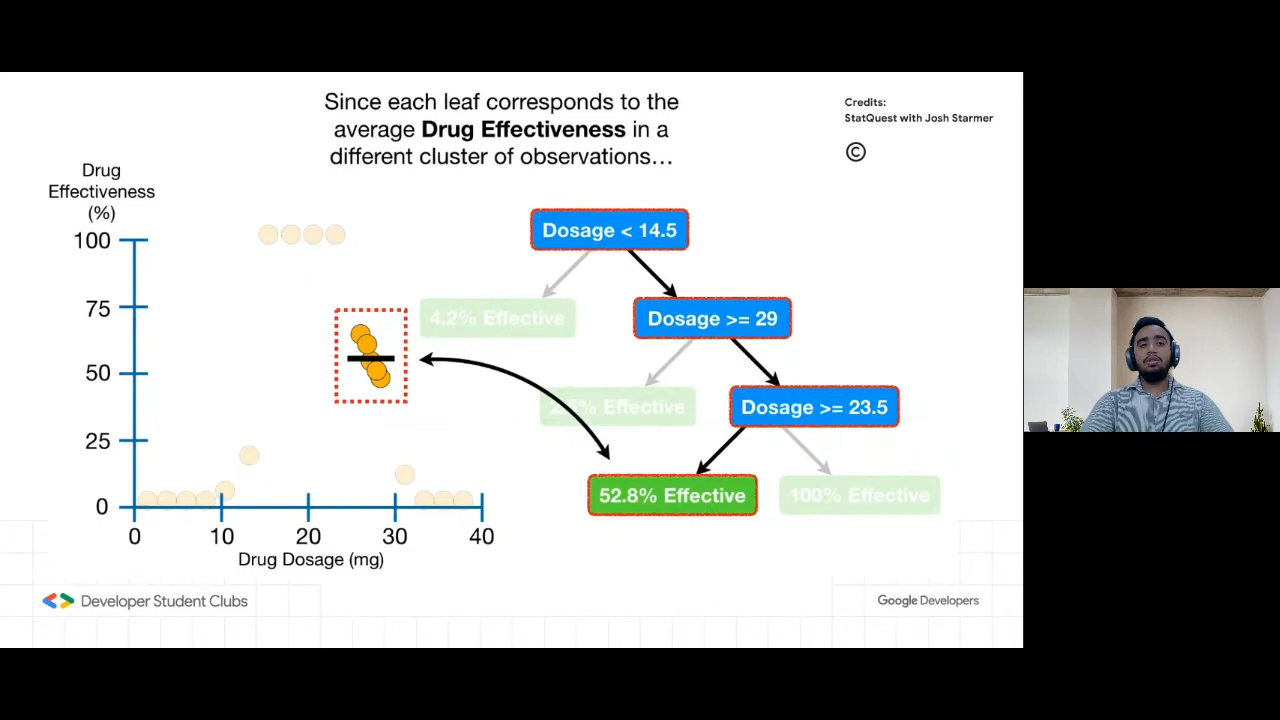 Since each leaf corresponds to the
average Drug Effectiveness in a
different cluster of observations…
Credits:
StatQuest with Josh Starmer
©
Drug
Effectiveness
(%)
100
75
50
25
0
0
10
20
30
40
Drug Dosage (mg)
Dosage < 14.5
4.2% Effective
Dosage >= 29
% Effective
Dosage >= 23.5
52.8% Effective
100% Effective
Developer Student Clubs
Google Developers